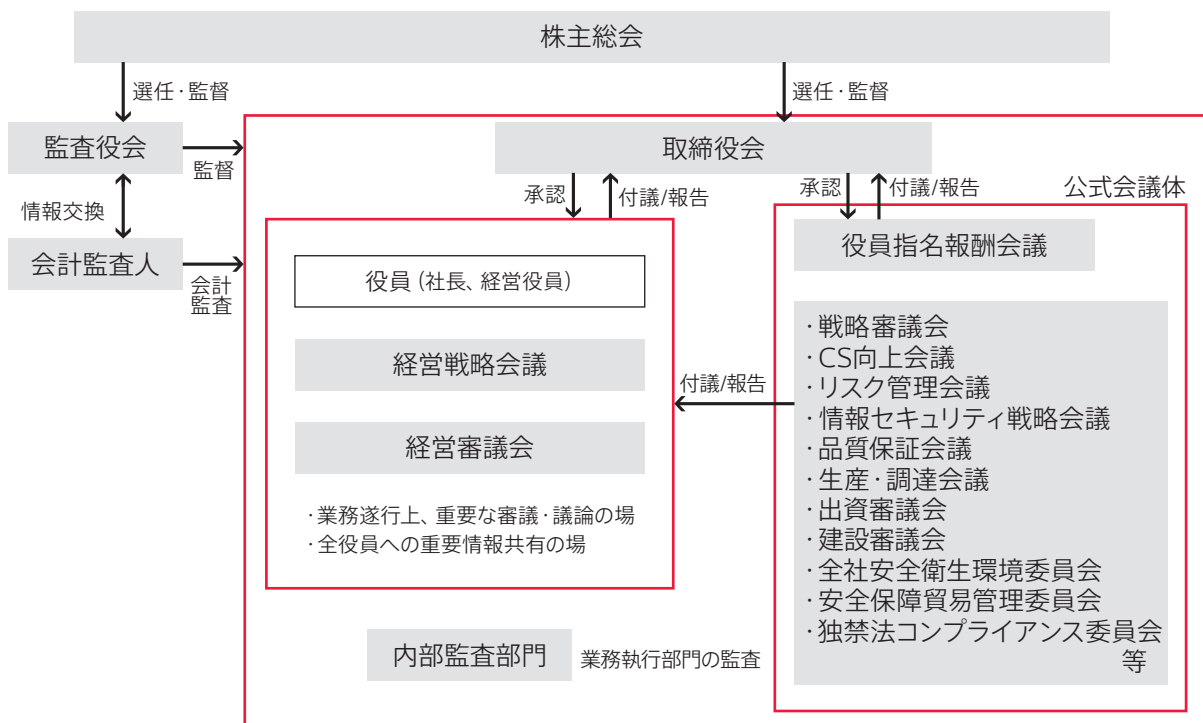 株主総会
選任・監督
選任・監督
監査役会
監督
取締役会
情報交換
承認
付議/報告
承認
付議/報告
公式会議体
会計監査人
会計
監査
役員（社長、経営役員）
役員指名報酬会議
経営戦略会議
付議/報告
経営審議会
・業務遂行上、重要な審議・議論の場
・全役員への重要情報共有の場
・戦略審議会
・CS向上会議
・リスク管理会議
・情報セキュリティ戦略会議
・品質保証会議
・生産・調達会議
・出資審議会
・建設審議会
・全社安全衛生環境委員会
・安全保障貿易管理委員会
・独禁法コンプライアンス委員会
等
内部監査部門
業務執行部門の監査